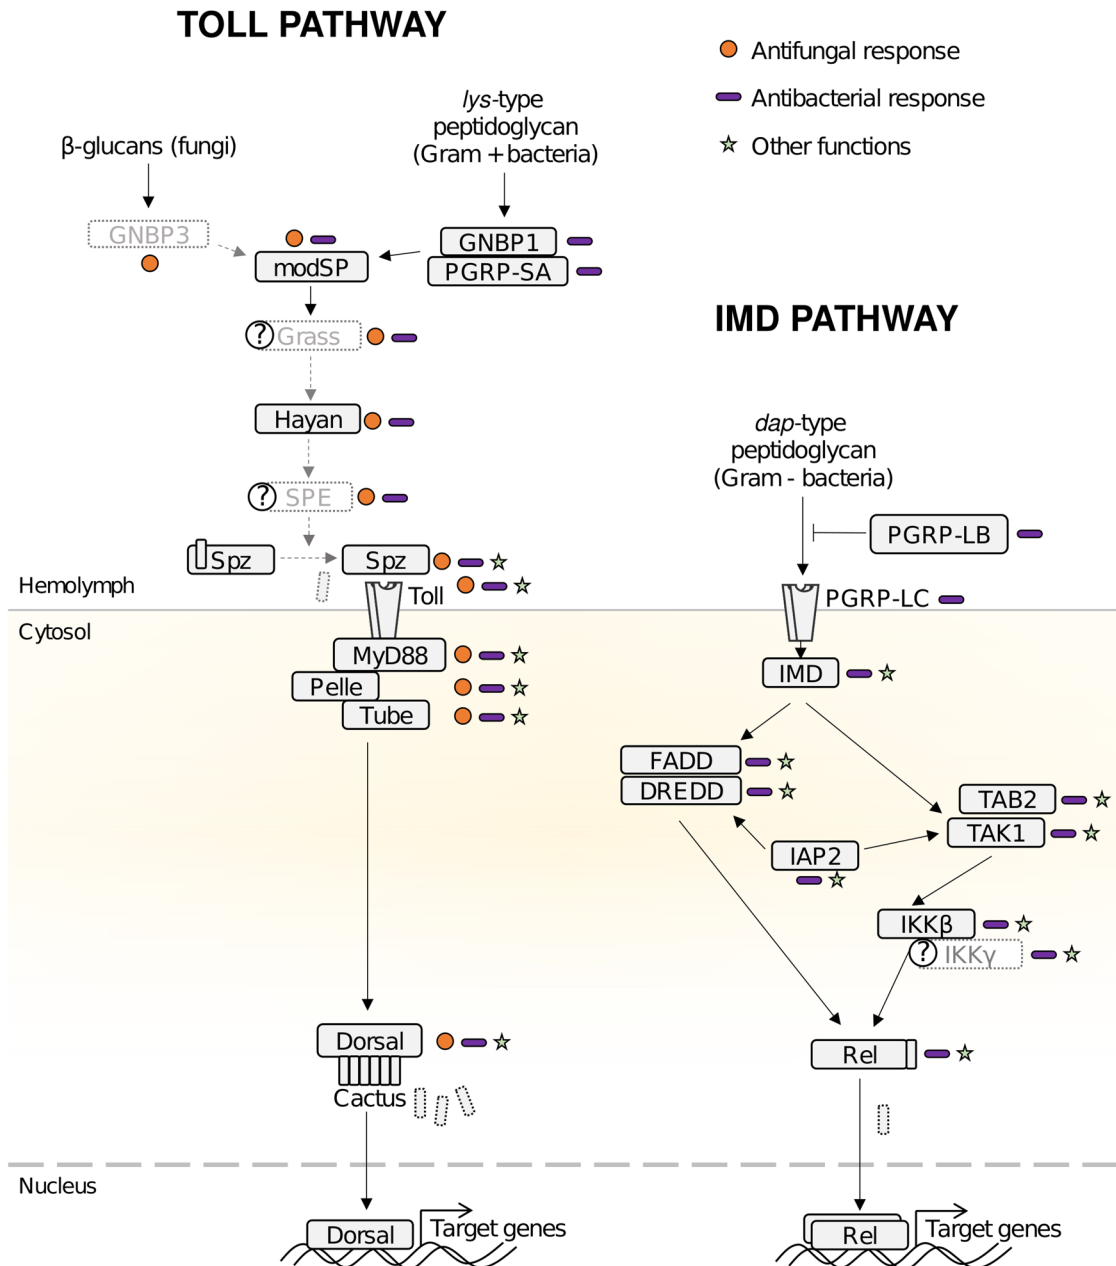 TOLL PATHWAY
Antifungal response
Antibacterial response
Other functions
lys-type
peptidoglycan
(Gram + bacteria)
β-glucans (fungi)
GNBP3
GNBP1
PGRP-SA
modSP
? Grass
Hayan
? SPE
Spz
Spz
Hemolymph
Toll
Cytosol
MyD88
Pelle
Tube
Dorsal
Cactus
Nucleus
Dorsal
Target genes
IMD PATHWAY
dap-type
peptidoglycan
(Gram - bacteria)
PGRP-LB
PGRP-LC
IMD
FADD
DREDD
TAB2
TAK1
IAP2
IKKβ
? IKKγ
Rel
Rel
Target genes